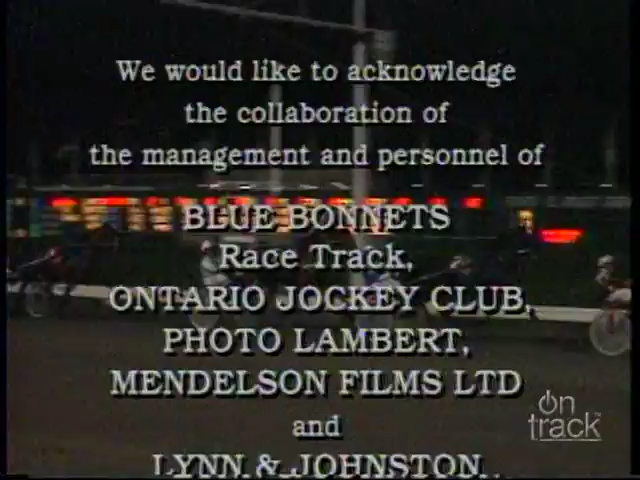 We would like to acknowledge
the collaboration of
the management and personnel of
BLUE BONNETS
Race Track,
ONTARIO JOCKEY CLUB,
PHOTO LAMBERT,
MENDELSON FILMS LTD
and
LYNN & JOHNSTON
on
track